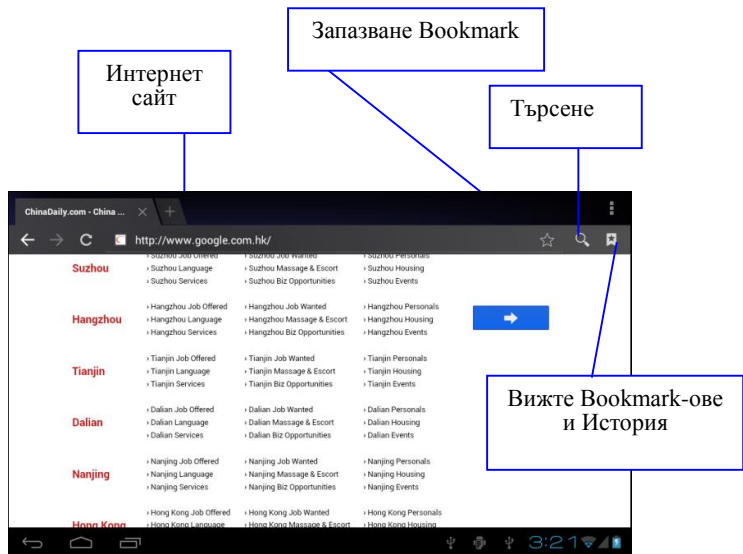 Запазване Bookmark
Интернет
сайт
Търсене
ChinaDaily.com - China ...
http://www.google.com.hk/
› Suzhou Job Offered › Suzhou Job Wanted › Suzhou Personals
Suzhou › Suzhou Language › Suzhou Massage & Escort › Suzhou Housing
› Suzhou Services › Suzhou Biz Opportunities › Suzhou Events
› Hangzhou Job Offered › Hangzhou Job Wanted › Hangzhou Personals
Hangzhou › Hangzhou Language › Hangzhou Massage & Escort › Hangzhou Housing
› Hangzhou Services › Hangzhou Biz Opportunities › Hangzhou Events
› Tianjin Job Offered › Tianjin Job Wanted › Tianjin Personals
Tianjin › Tianjin Language › Tianjin Massage & Escort › Tianjin Housing
› Tianjin Services › Tianjin Biz Opportunities › Tianjin Events
Вижте Bookmark-ове
и История
› Dalian Job Offered › Dalian Job Wanted › Dalian Personals
Dalian › Dalian Language › Dalian Massage & Escort › Dalian Housing
› Dalian Services › Dalian Biz Opportunities › Dalian Events
› Nanjing Job Offered › Nanjing Job Wanted › Nanjing Personals
Nanjing › Nanjing Language › Nanjing Massage & Escort › Nanjing Housing
› Nanjing Services › Nanjing Biz Opportunities › Nanjing Events
› Hong Kong Job Offered › Hong Kong Job Wanted › Hong Kong Personals
Hong Kong › Hong Kong Language › Hong Kong Massage & Escort › Hong Kong Housing
3:21